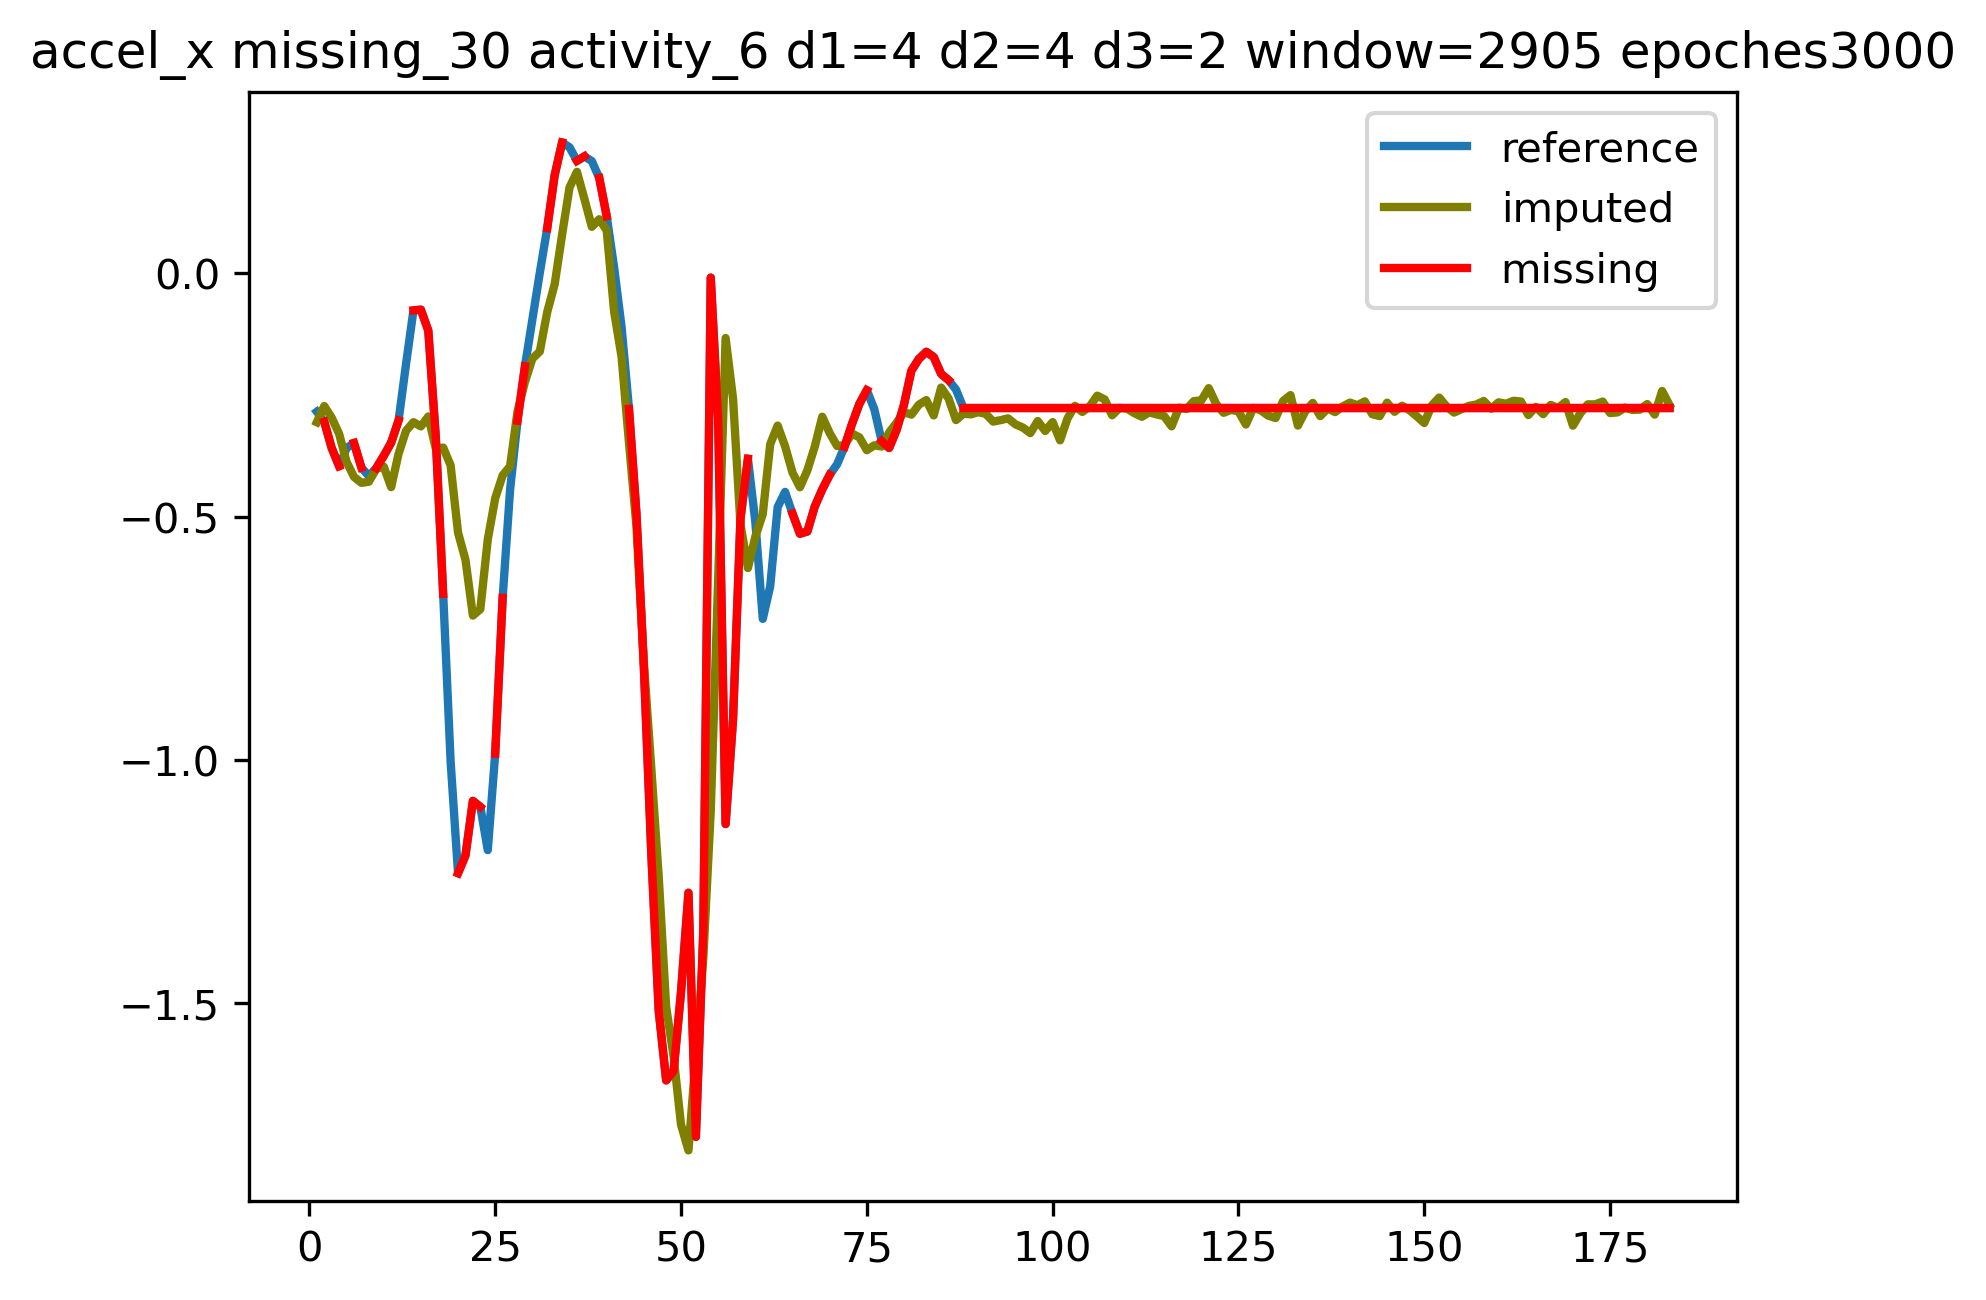 accel_x missing_30 activity_6 d1=4 d2=4 d3=2 window=2905 epoches3000
reference
imputed
missing
0.0
−0.5
−1.0
−1.5
0 25 50 75 100 125 150 175